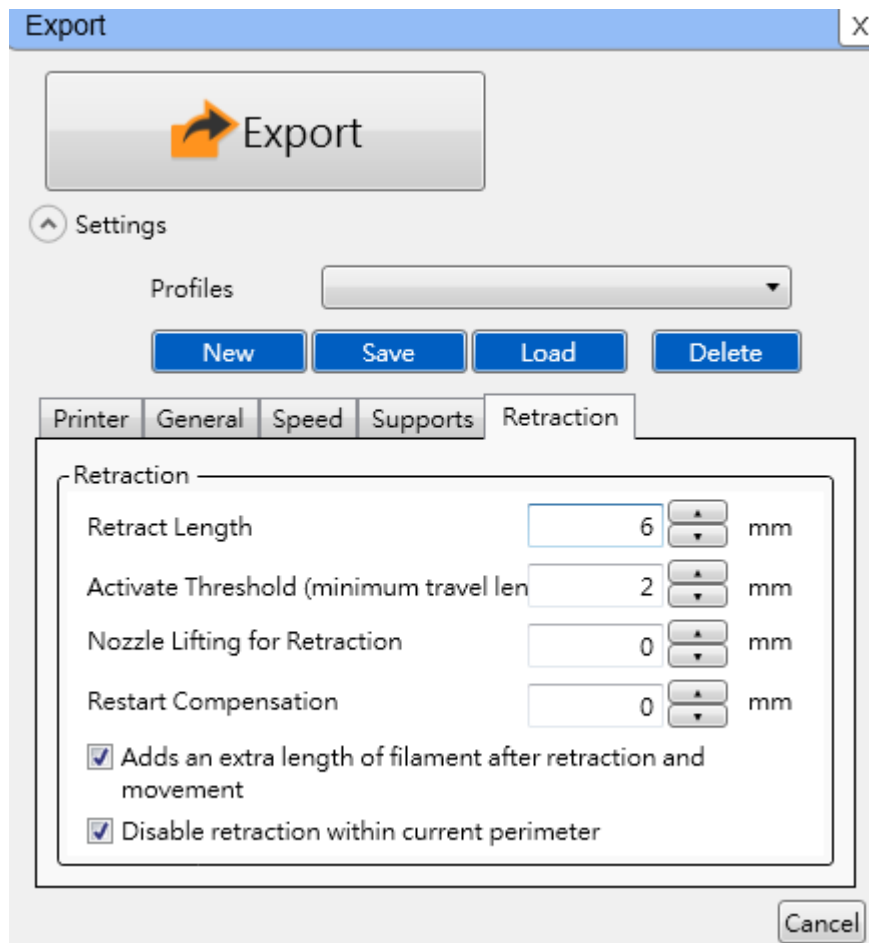 Export X
Export
Settings
Profiles
New Save Load Delete
Printer General Speed Supports Retraction
Retraction
Retract Length 6 mm
Activate Threshold (minimum travel len 2 mm
Nozzle Lifting for Retraction 0 mm
Restart Compensation 0 mm
Adds an extra length of filament after retraction and
movement
Disable retraction within current perimeter
Cancel